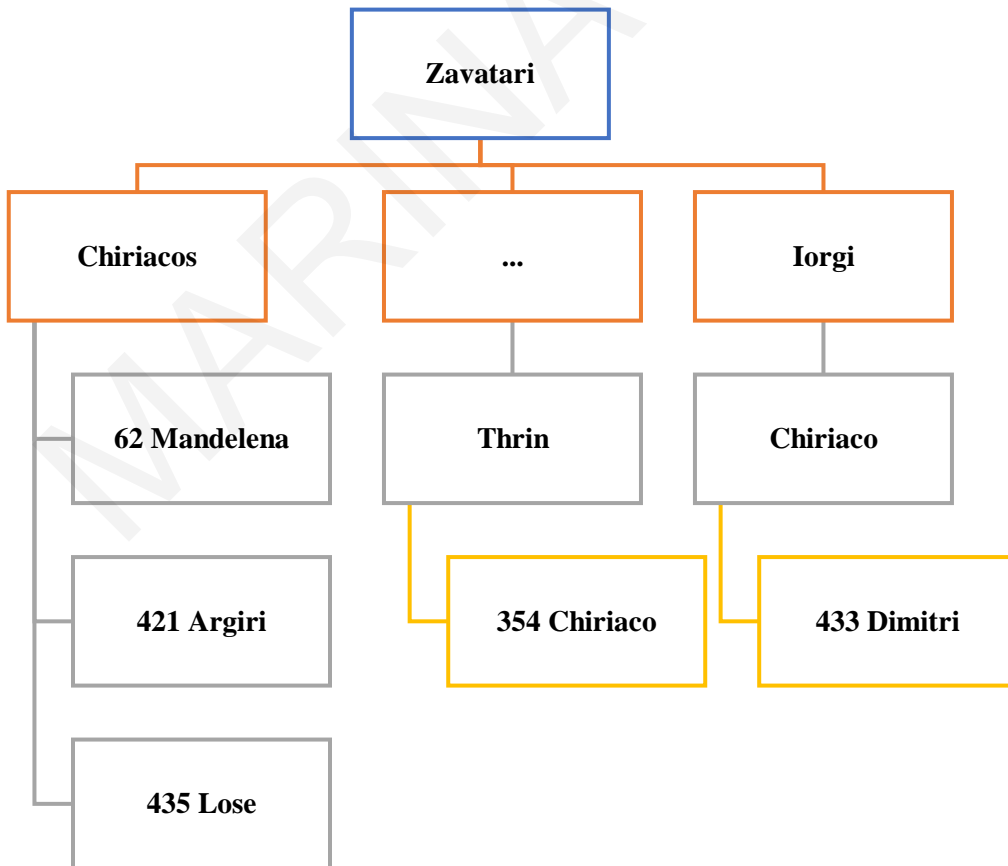 Zavatari
Chiriacos
...
Iorgi
62 Mandelena
Thrin
Chiriaco
421 Argiri
354 Chiriaco
433 Dimitri
435 Lose
MARINA